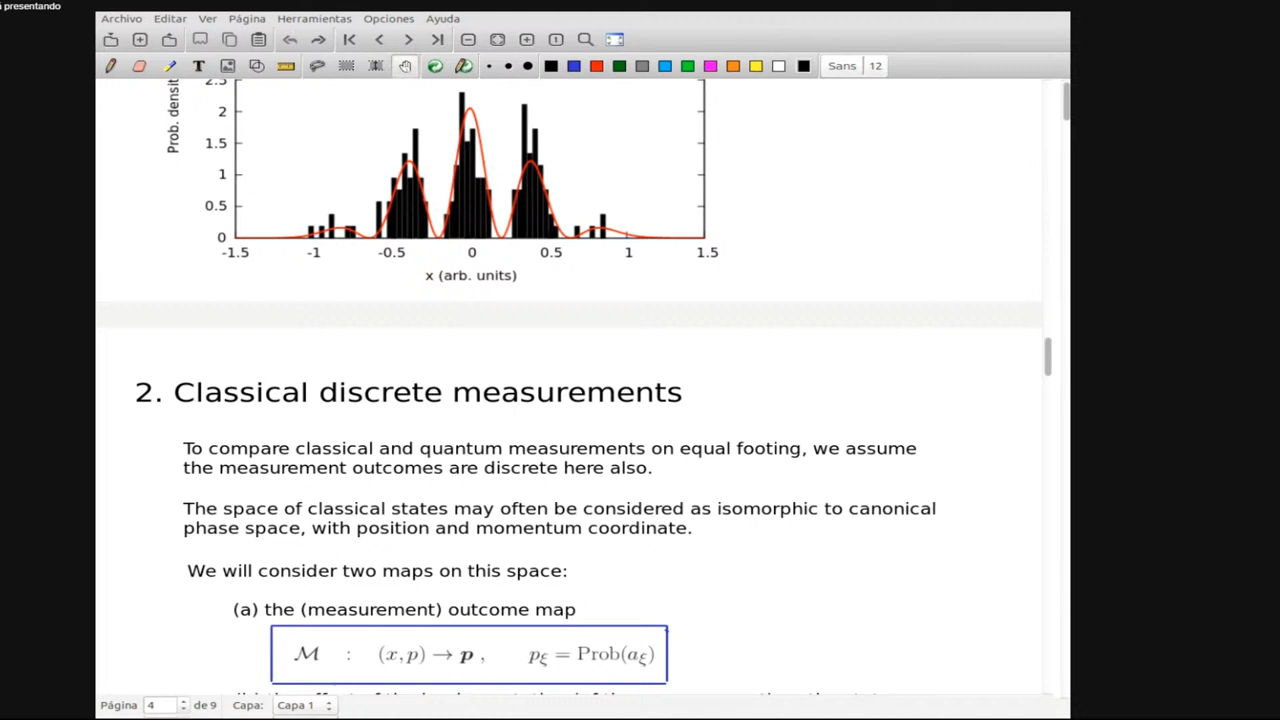 presentando
Archivo Editar Ver Página Herramientas Opciones Ayuda
T Sans 12
Prob. densit
2.5
2
1.5
1
0.5
0
-1.5 -1 -0.5 0 0.5 1 1.5
x (arb. units)
2. Classical discrete measurements
To compare classical and quantum measurements on equal footing, we assume
the measurement outcomes are discrete here also.
The space of classical states may often be considered as isomorphic to canonical
phase space, with position and momentum coordinate.
We will consider two maps on this space:
(a) the (measurement) outcome map
ℳ : (x, p) → p , pξ = Prob(aξ)
Página 4 de 9 Capa: Capa 1